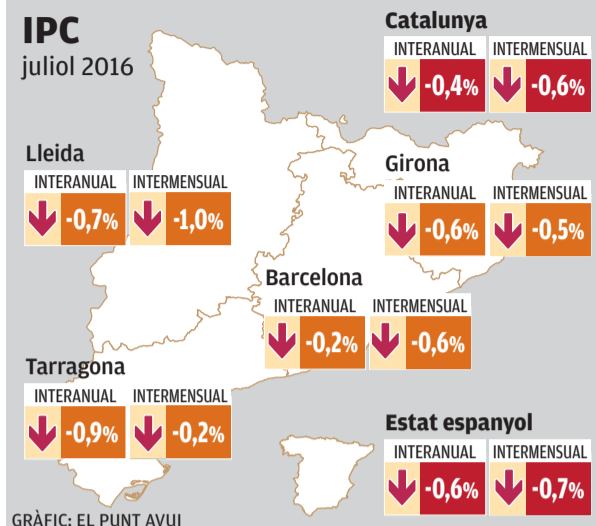 IPC
juliol 2016
Catalunya
INTERANUAL INTERMENSUAL
-0,4% -0,6%
Lleida
INTERANUAL INTERMENSUAL
-0,7% -1,0%
Girona
INTERANUAL INTERMENSUAL
-0,6% -0,5%
Barcelona
INTERANUAL INTERMENSUAL
-0,2% -0,6%
Tarragona
INTERANUAL INTERMENSUAL
-0,9% -0,2%
Estat espanyol
INTERANUAL INTERMENSUAL
-0,6% -0,7%
GRÀFIC: EL PUNT AVUI